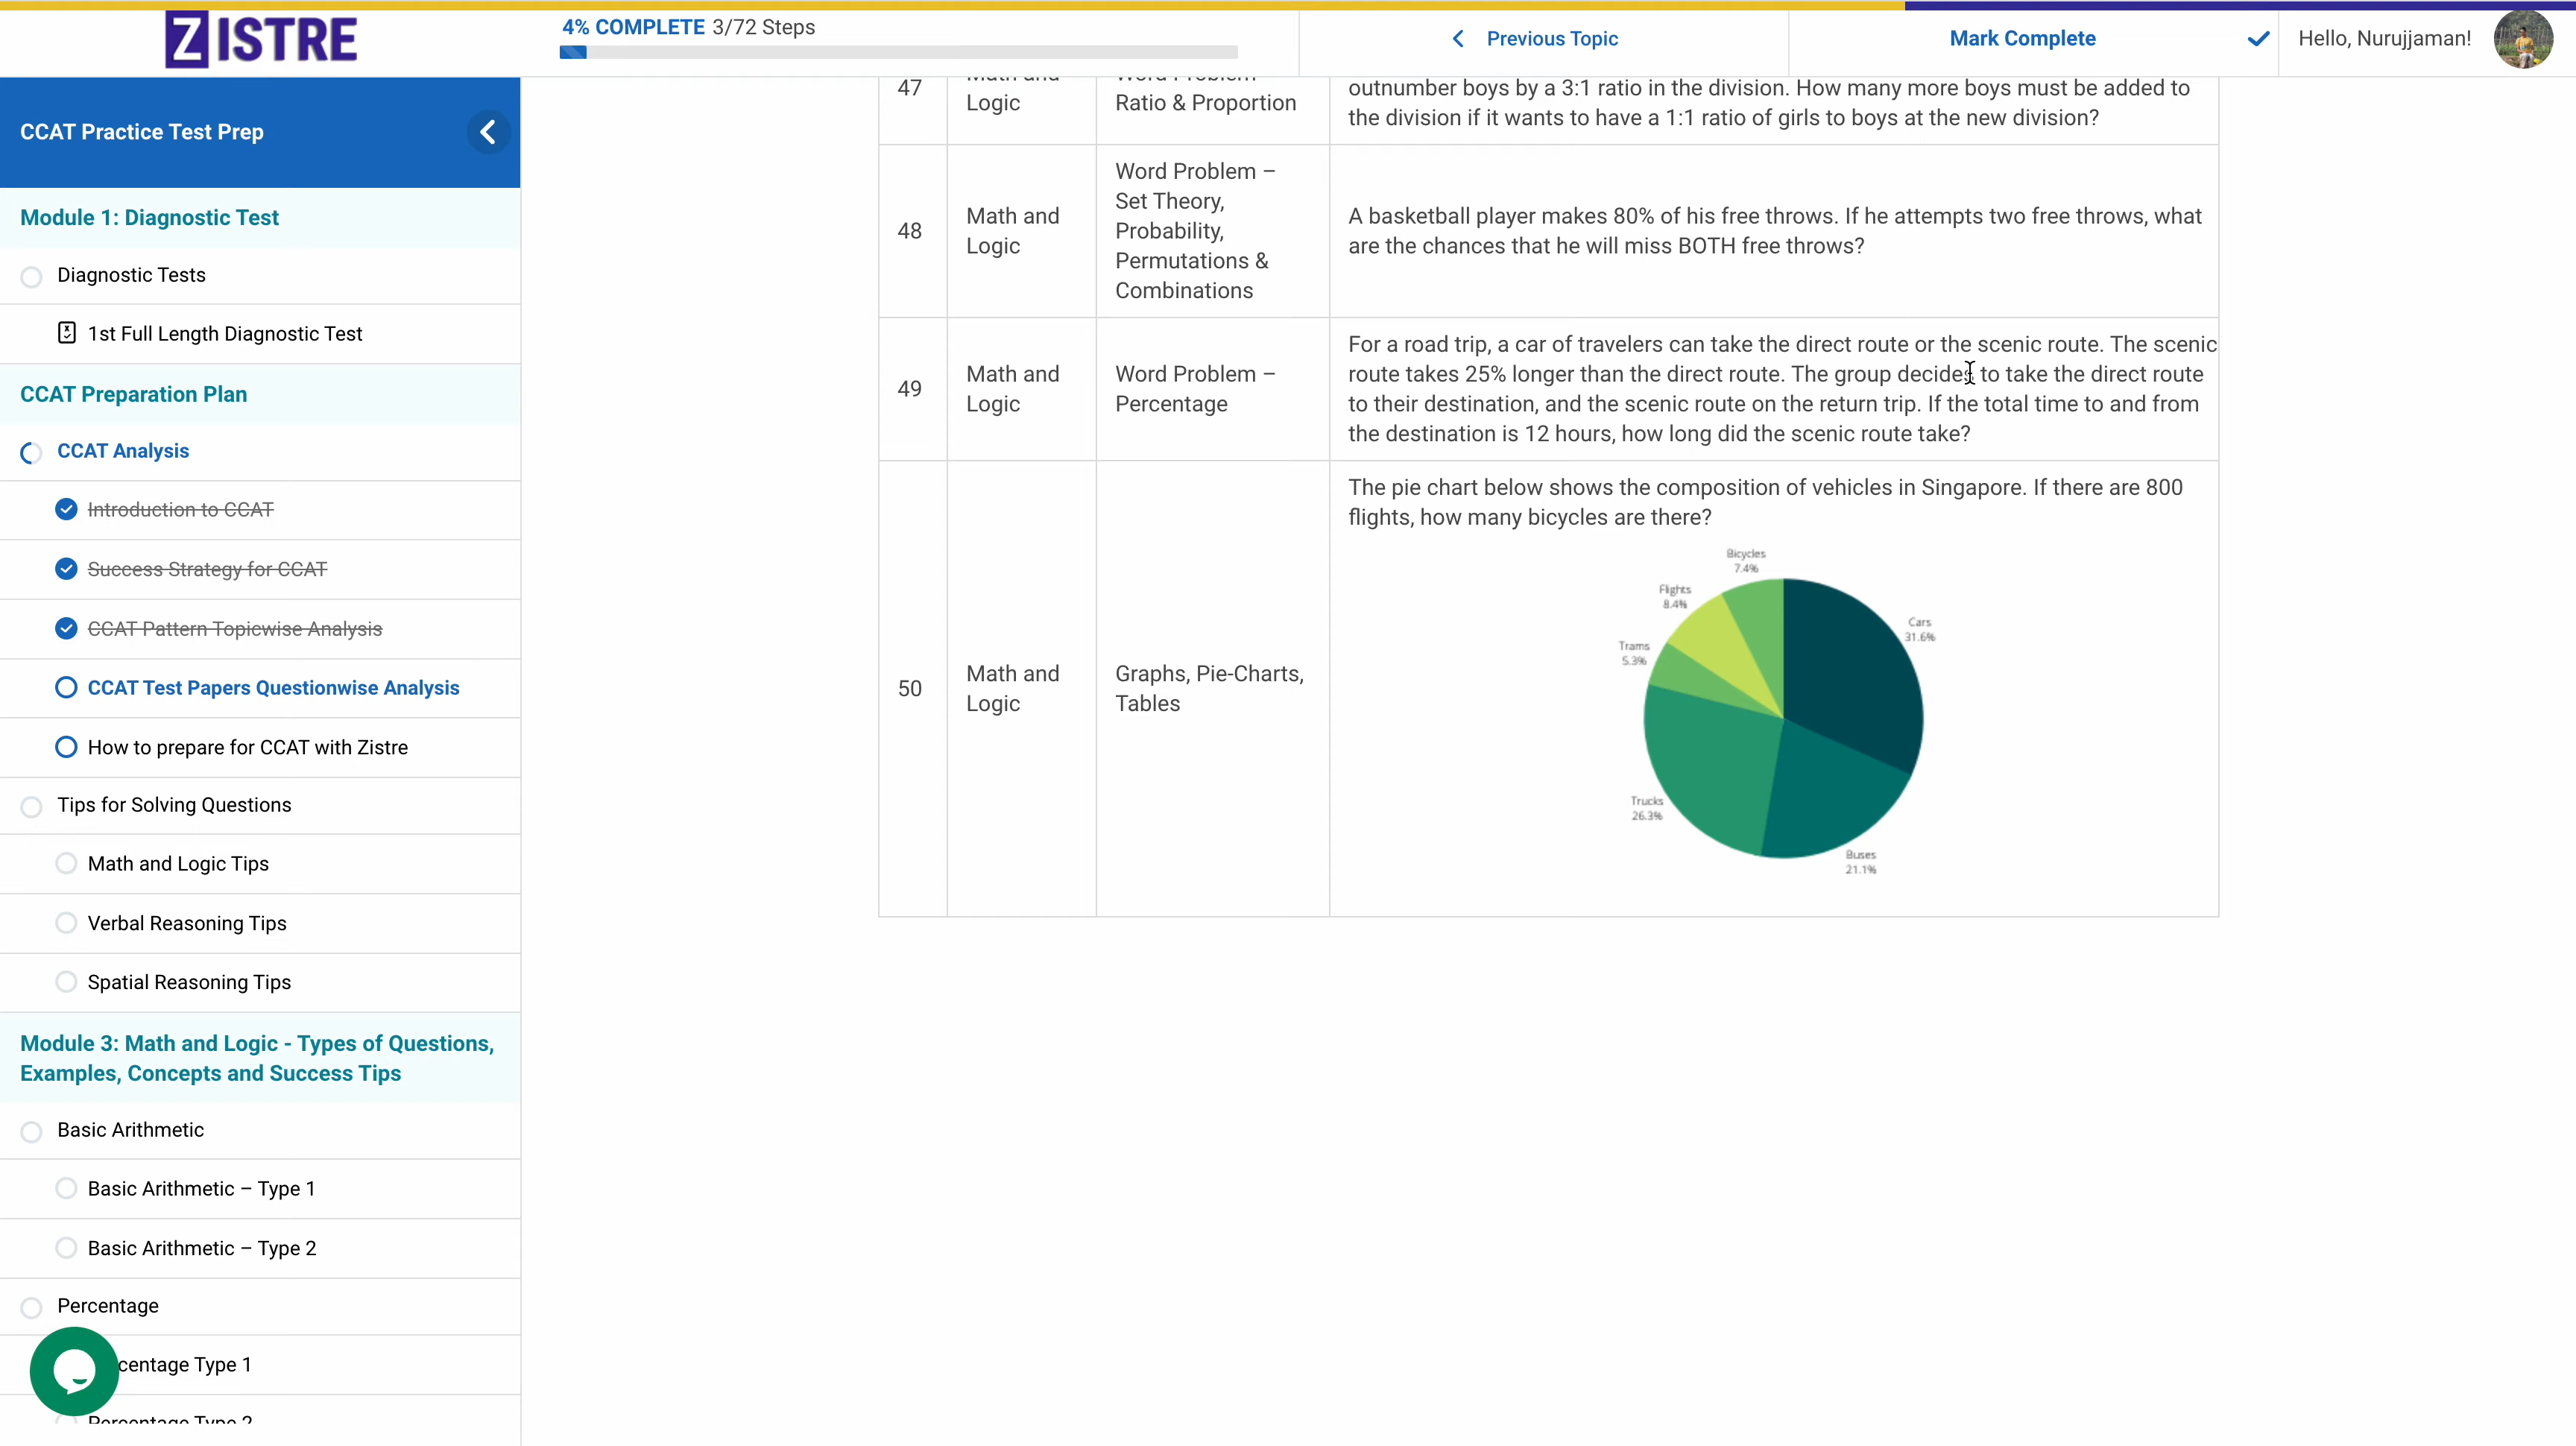 ZISTRE
4% COMPLETE 3/72 Steps
Previous Topic
Mark Complete
Hello, Nurujjaman!
CCAT Practice Test Prep
Module 1: Diagnostic Test
Diagnostic Tests
1st Full Length Diagnostic Test
CCAT Preparation Plan
CCAT Analysis
Introduction to CCAT
Success Strategy for CCAT
CCAT Pattern Topicwise Analysis
CCAT Test Papers Questionwise Analysis
How to prepare for CCAT with Zistre
Tips for Solving Questions
Math and Logic Tips
Verbal Reasoning Tips
Spatial Reasoning Tips
Module 3: Math and Logic - Types of Questions,
Examples, Concepts and Success Tips
Basic Arithmetic
Basic Arithmetic – Type 1
Basic Arithmetic – Type 2
Percentage
centage Type 1
Percentage Type 2
47
Math and
Logic
Word Problem
Ratio & Proportion
outnumber boys by a 3:1 ratio in the division. How many more boys must be added to
the division if it wants to have a 1:1 ratio of girls to boys at the new division?
48
Math and
Logic
Word Problem –
Set Theory,
Probability,
Permutations &
Combinations
A basketball player makes 80% of his free throws. If he attempts two free throws, what
are the chances that he will miss BOTH free throws?
49
Math and
Logic
Word Problem –
Percentage
For a road trip, a car of travelers can take the direct route or the scenic route. The scenic
route takes 25% longer than the direct route. The group decides to take the direct route
to their destination, and the scenic route on the return trip. If the total time to and from
the destination is 12 hours, how long did the scenic route take?
50
Math and
Logic
Graphs, Pie-Charts,
Tables
The pie chart below shows the composition of vehicles in Singapore. If there are 800
flights, how many bicycles are there?
Bicycles
7.4%
Flights
8.4%
Cars
31.6%
Trams
5.3%
Trucks
26.3%
Buses
21.1%